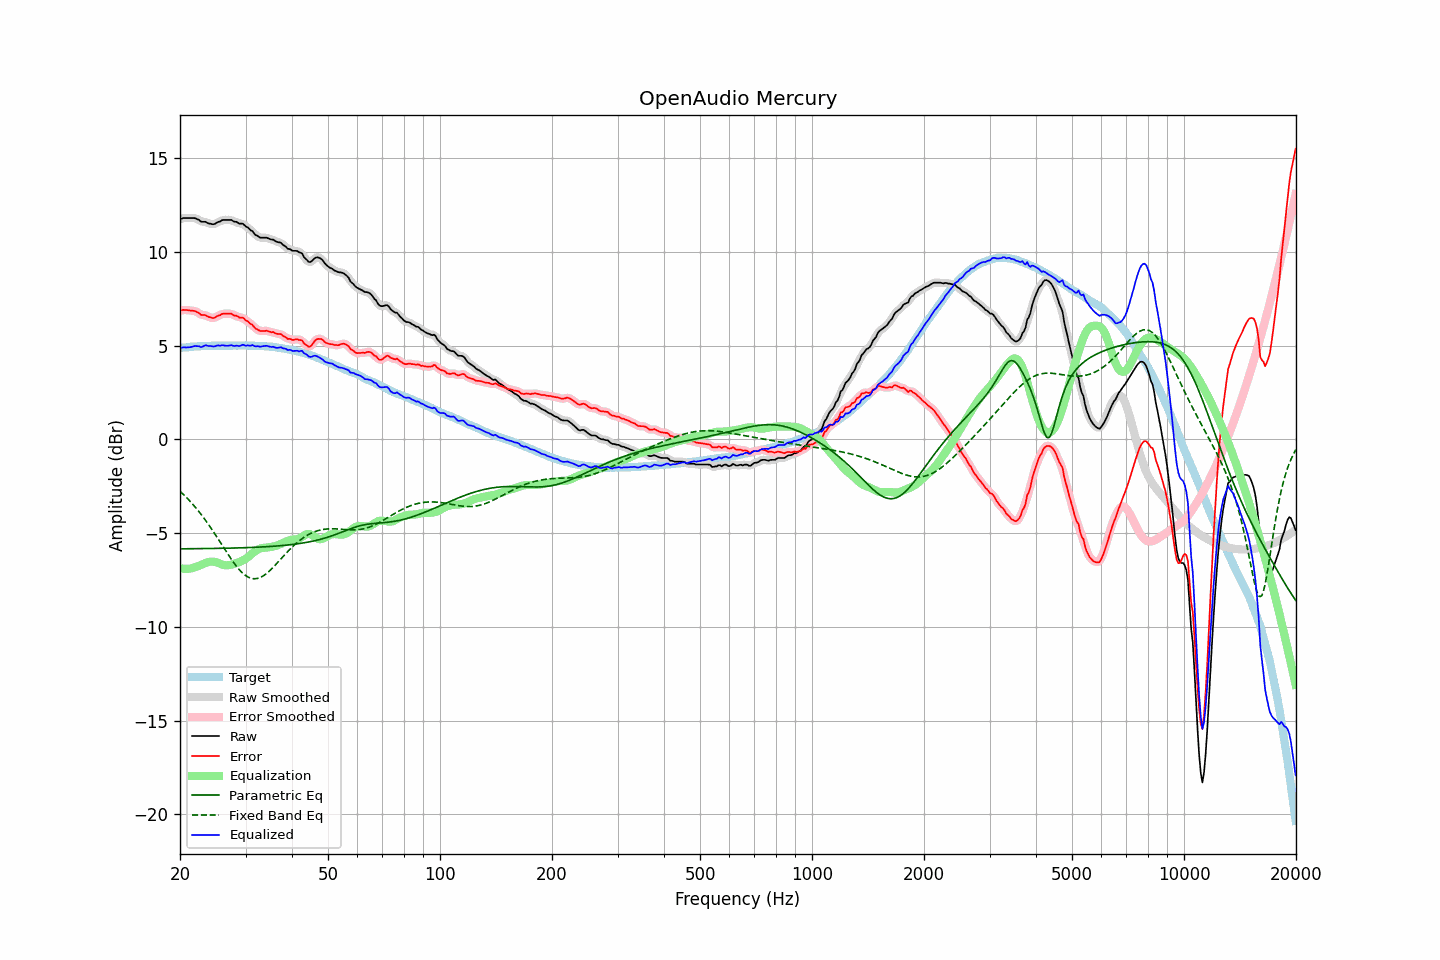 OpenAudio Mercury
Amplitude (dBr)
15
10
5
0
−5
−10
−15
−20
Target
Raw Smoothed
Error Smoothed
Raw
Error
Equalization
Parametric Eq
Fixed Band Eq
Equalized
20 50 100 200 500 1000 2000 5000 10000 20000
Frequency (Hz)